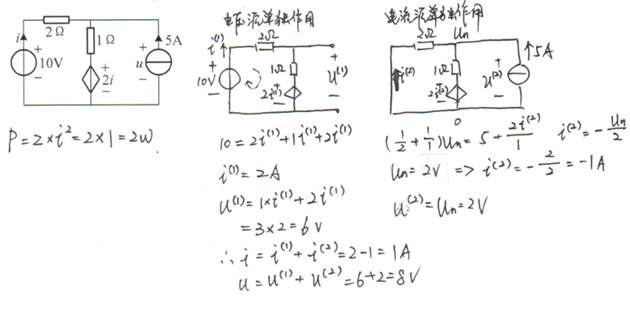 电压源单独作用
电流源单独作用
i 2Ω 1Ω 10V + − 2i + − u + − 5A
i⁽¹⁾ 2Ω 10V + − 1Ω 2i⁽¹⁾ + − u⁽¹⁾ + −
i⁽²⁾ 2Ω Un 1Ω 2i⁽²⁾ + − u⁽²⁾ + − 5A 0
P=2×i²=2×1=2W
10=2i⁽¹⁾+1i⁽¹⁾+2i⁽¹⁾
i⁽¹⁾=2A
u⁽¹⁾=1×i⁽¹⁾+2i⁽¹⁾
=3×2=6V
(1/2+1/1)Un=5+2i⁽²⁾/1 i⁽²⁾=-Un/2
Un=2V => i⁽²⁾=-2/2=-1A
u⁽²⁾=Un=2V
∴i=i⁽¹⁾+i⁽²⁾=2-1=1A
u=u⁽¹⁾+u⁽²⁾=6+2=8V